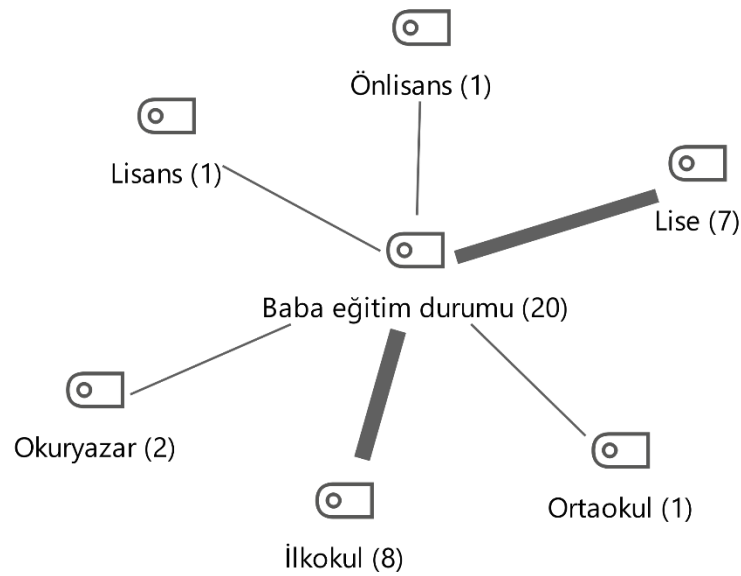 Önlisans (1)
Lisans (1)
Lise (7)
Baba eğitim durumu (20)
Okuryazar (2)
Ortaokul (1)
İlkokul (8)